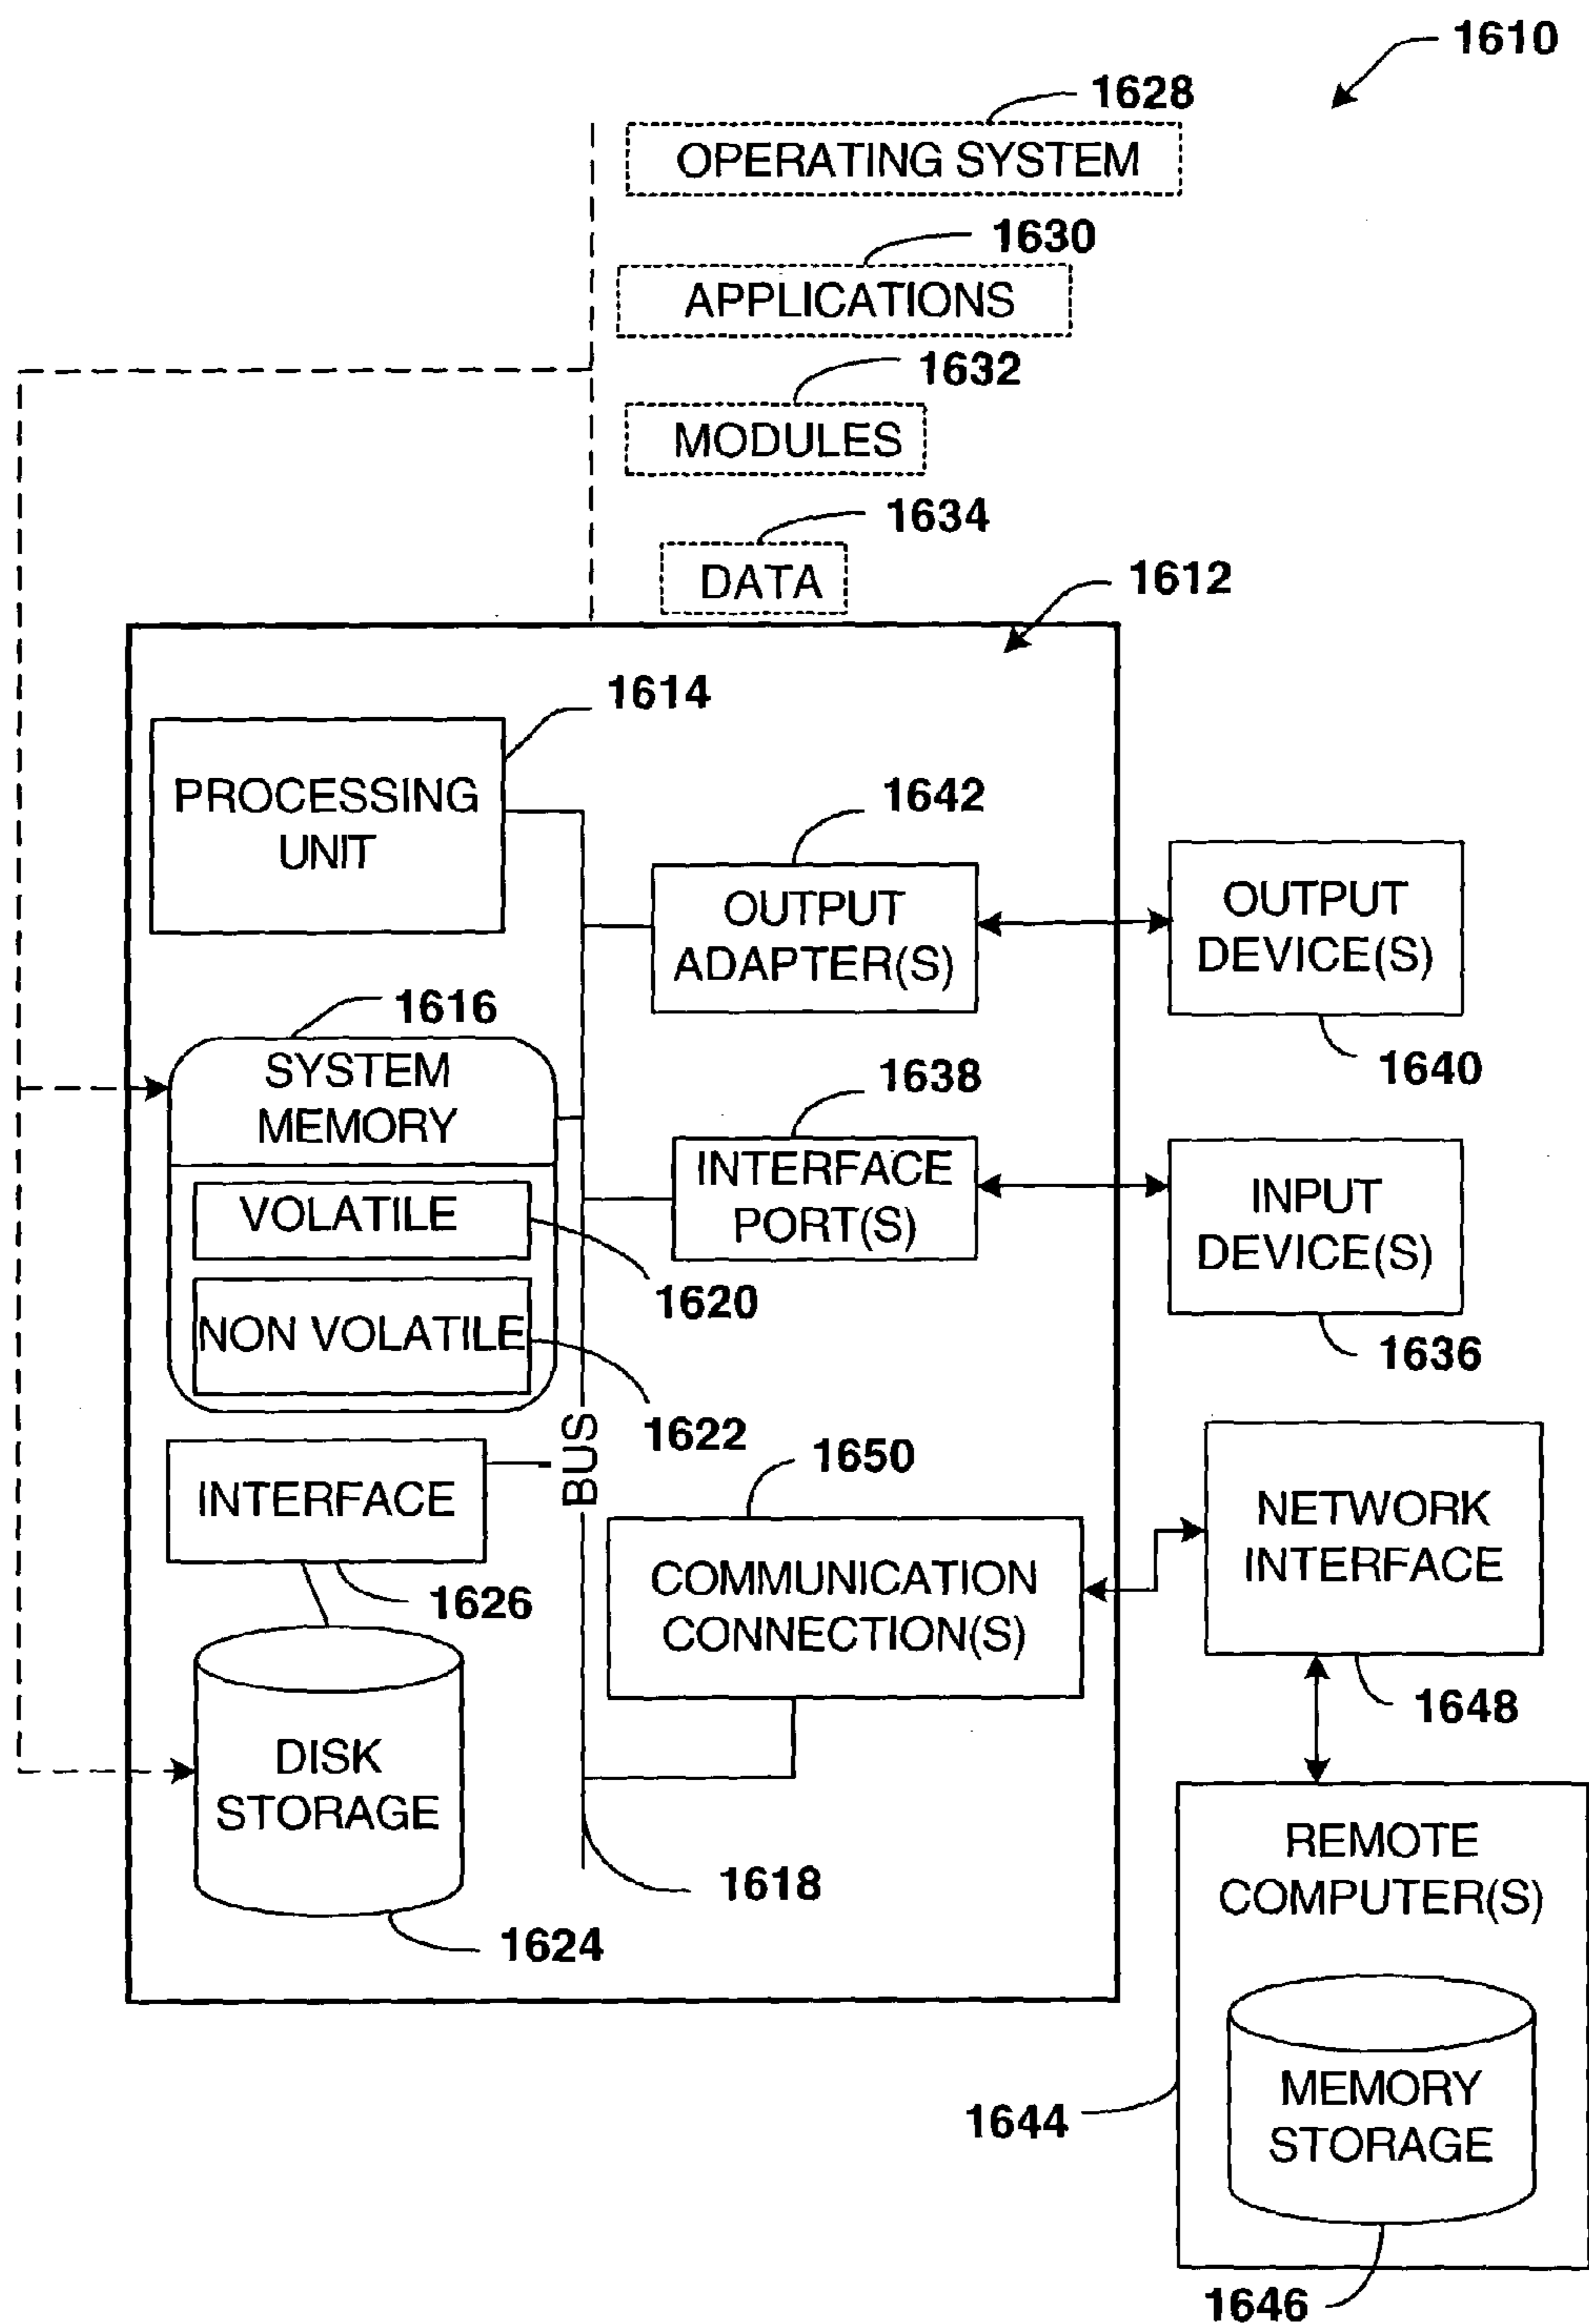 1610
1628
OPERATING SYSTEM
1630
APPLICATIONS
1632
MODULES
1634
DATA
1612
1614
PROCESSING
UNIT
1642
OUTPUT
ADAPTER(S)
OUTPUT
DEVICE(S)
1640
1616
SYSTEM
MEMORY
VOLATILE
1620
NON VOLATILE
1622
1638
INTERFACE
PORT(S)
INPUT
DEVICE(S)
1636
BUS
INTERFACE
1626
1650
COMMUNICATION
CONNECTION(S)
NETWORK
INTERFACE
1648
DISK
STORAGE
1624
1618
REMOTE
COMPUTER(S)
1644
MEMORY
STORAGE
1646